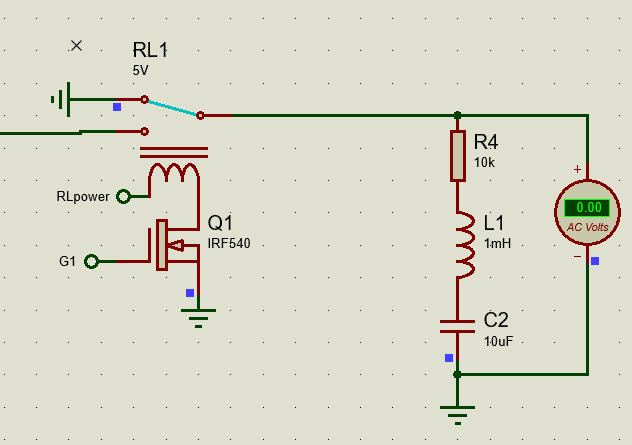 RL1
5V
RLpower
G1
Q1
IRF540
R4
10k
L1
1mH
C2
10uF
+
0.00
AC Volts
−